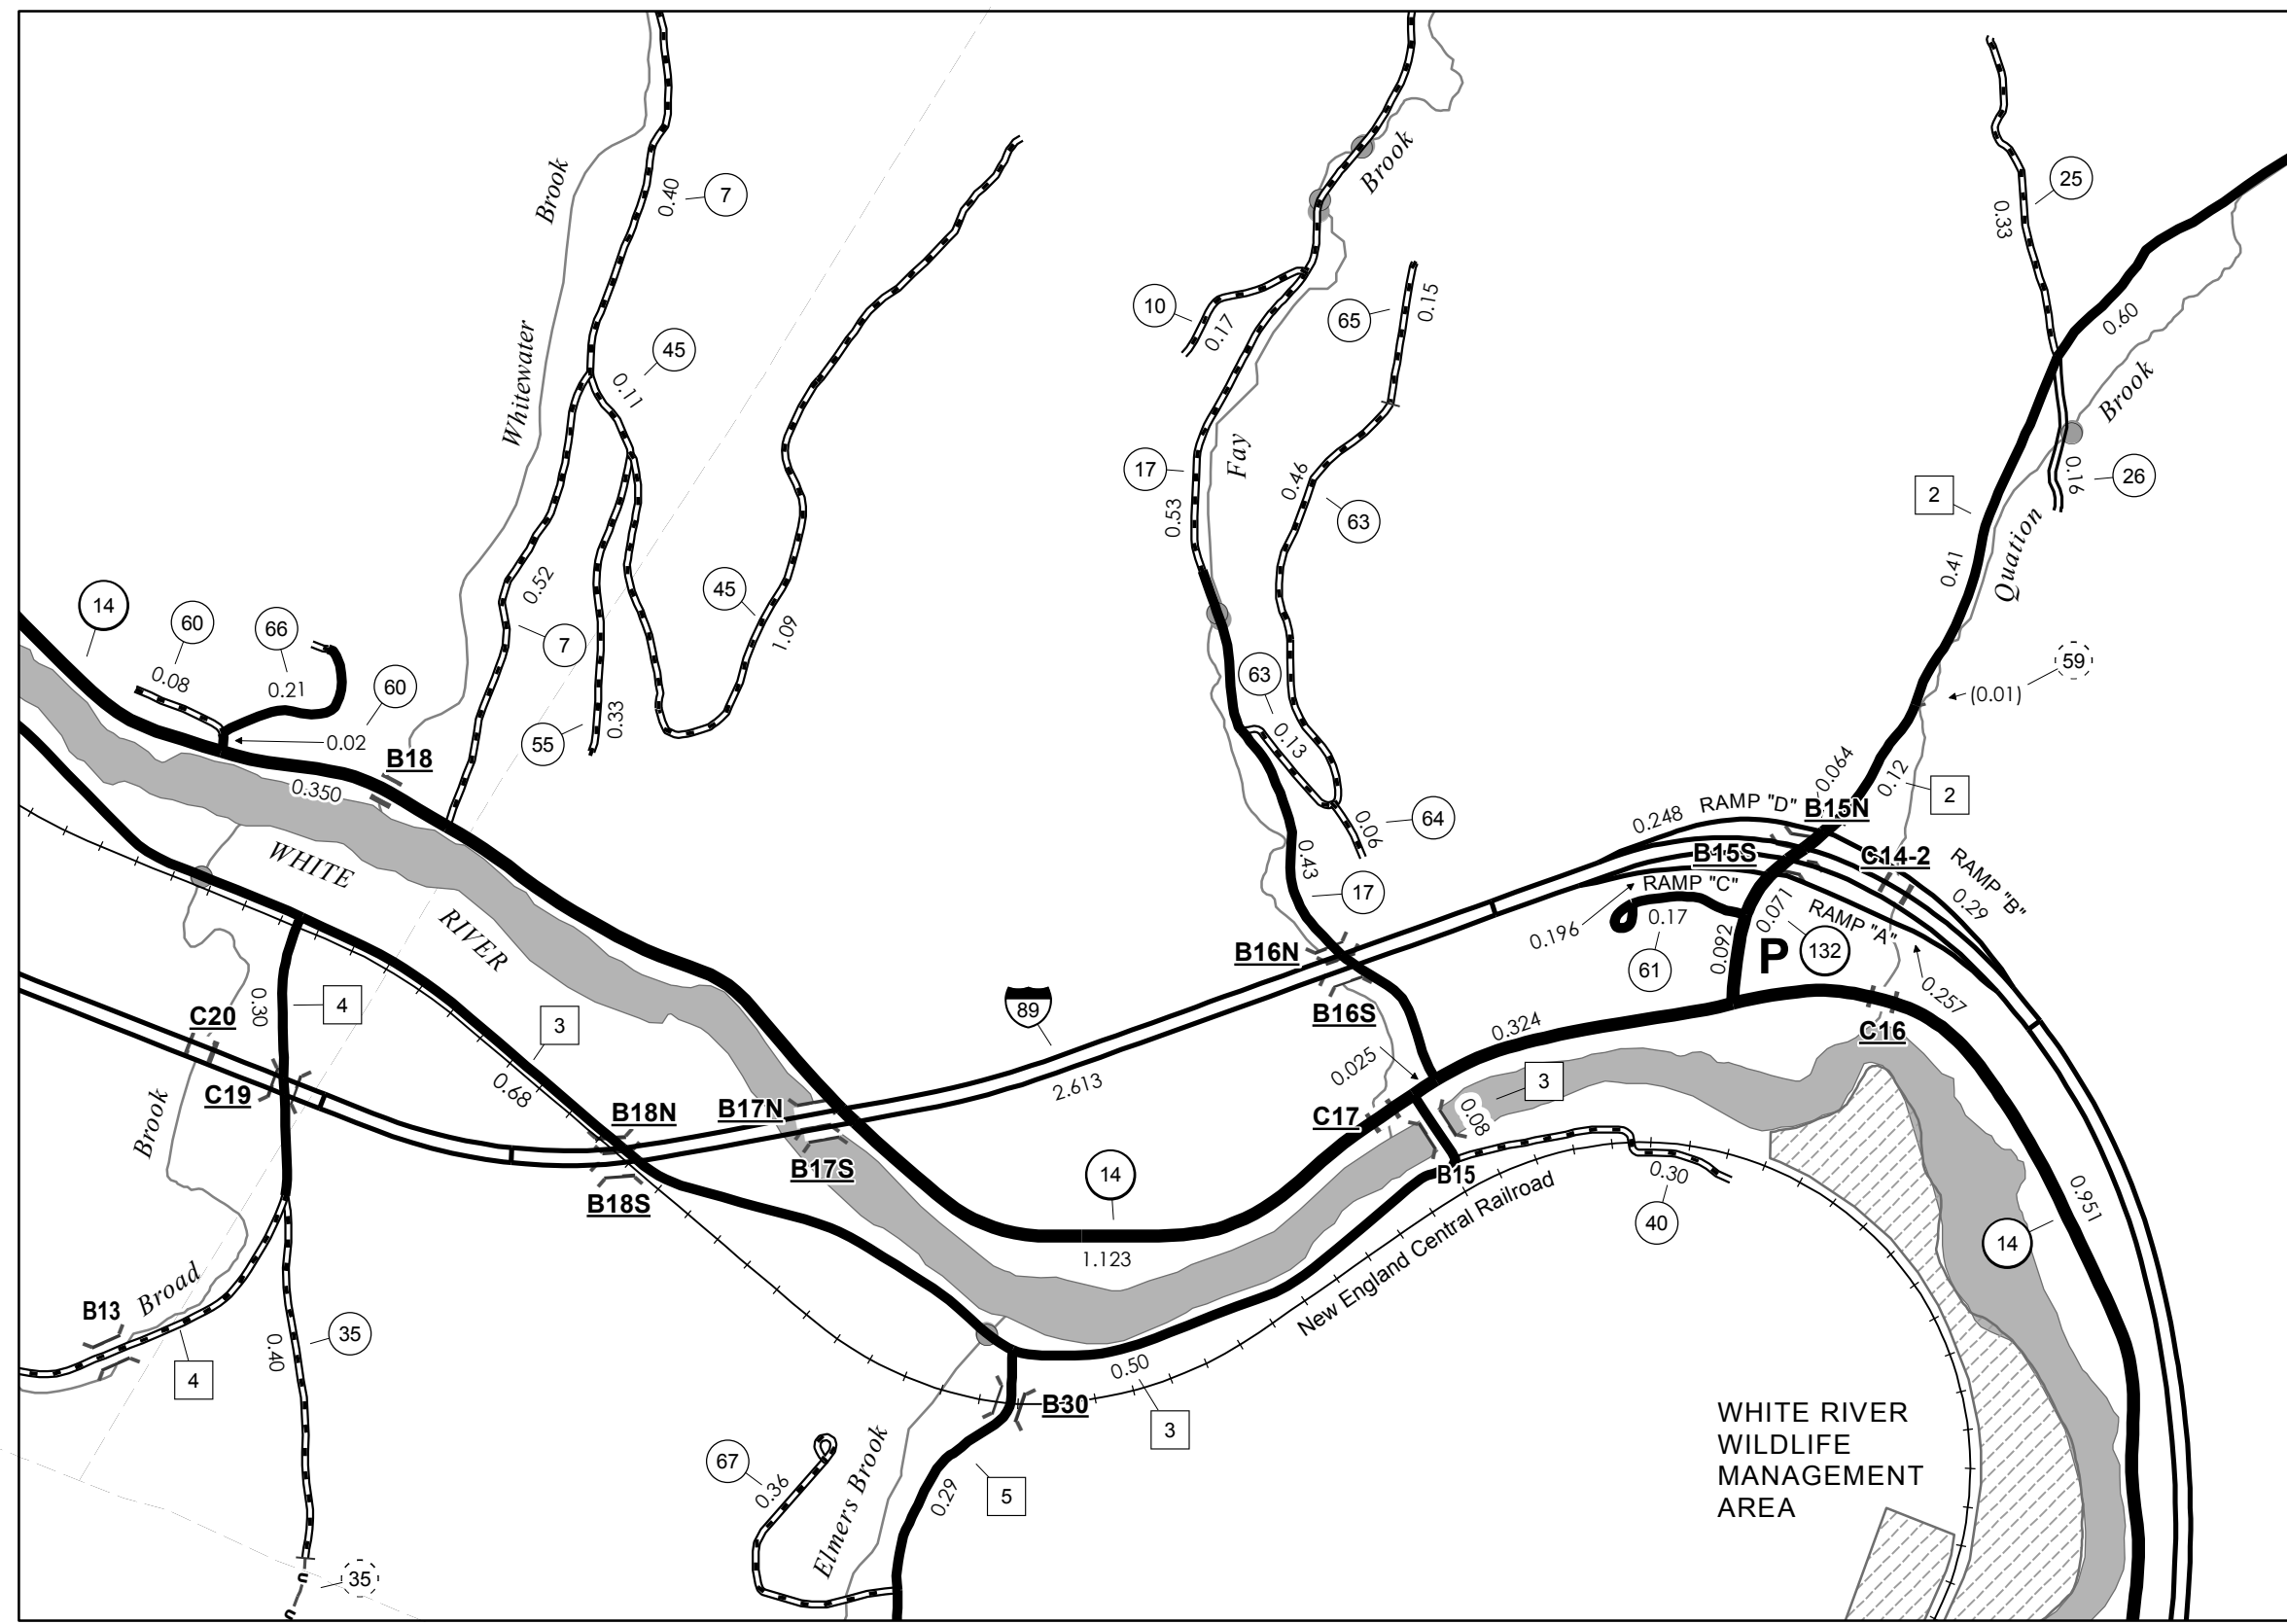 Brook
Whitewater
0.40
7
45
0.11
0.52
7
45
1.09
55
0.33
14
60
0.08
66
0.21
60
0.02
B18
0.350
WHITE
RIVER
Brook
Fay
10
0.17
65
0.15
17
0.53
0.46
63
63
0.13
64
0.06
0.43
17
25
0.33
0.60
Brook
2
0.16
26
0.41
Quation
59
(0.01)
0.064
0.12
2
B15N
RAMP "D"
0.248
B15S
C14-2
RAMP "B"
0.29
RAMP "C"
0.196
0.17
61
0.071
RAMP "A"
P
132
0.092
0.257
B16N
B16S
89
2.613
0.324
C16
0.025
3
0.08
C17
B15
0.30
40
0.951
14
14
1.123
New England Central Railroad
C20
0.30
4
3
0.68
C19
B18N
B17N
B17S
B18S
Brook
Broad
B13
4
35
0.40
35
0.50
3
B30
5
0.29
67
0.36
Elmers Brook
WHITE RIVER
WILDLIFE
MANAGEMENT
AREA